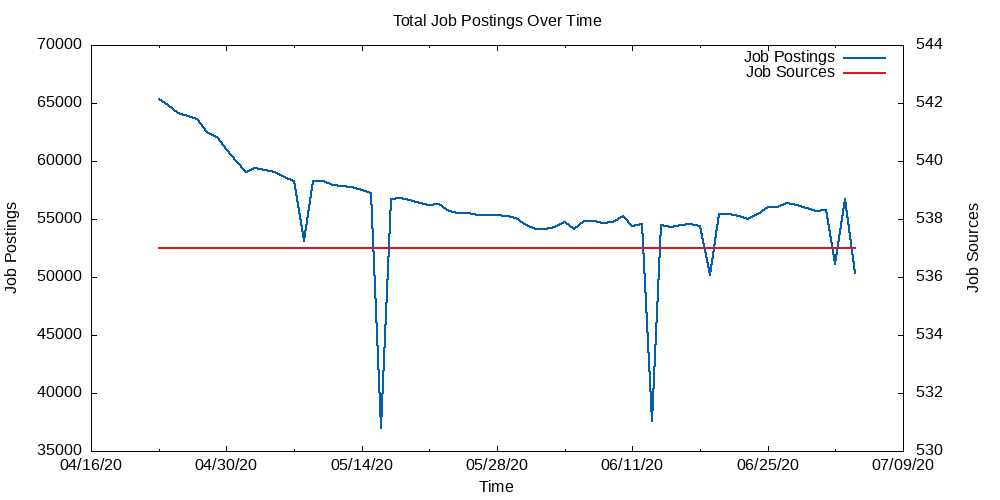 Total Job Postings Over Time
70000 544
Job Postings
Job Sources
65000 542
60000 540
55000 538
Job Postings
Job Sources
50000 536
45000 534
40000 532
35000 530
04/16/20 04/30/20 05/14/20 05/28/20 06/11/20 06/25/20 07/09/20
Time